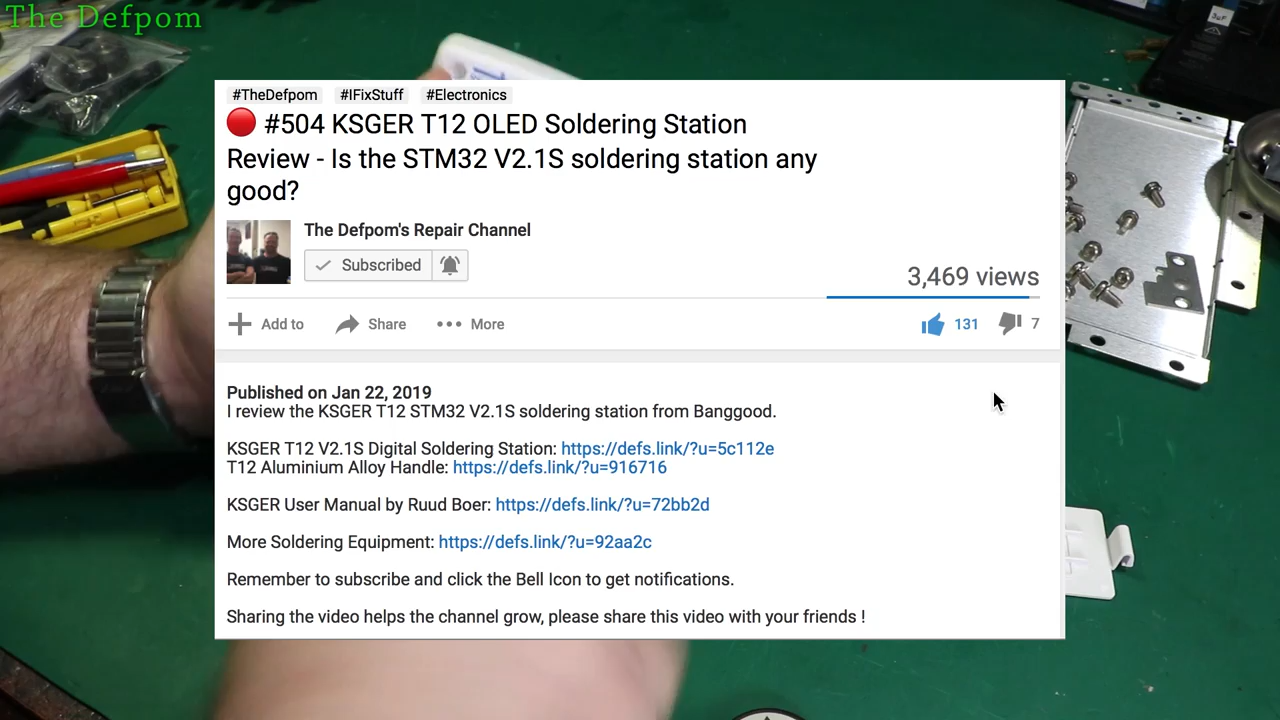 The Defpom
#TheDefpom #IFixStuff #Electronics
#504 KSGER T12 OLED Soldering Station
Review - Is the STM32 V2.1S soldering station any
good?
The Defpom's Repair Channel
Subscribed
3,469 views
Add to Share More 131 7
Published on Jan 22, 2019
I review the KSGER T12 STM32 V2.1S soldering station from Banggood.
KSGER T12 V2.1S Digital Soldering Station: https://defs.link/?u=5c112e
T12 Aluminium Alloy Handle: https://defs.link/?u=916716
KSGER User Manual by Ruud Boer: https://defs.link/?u=72bb2d
More Soldering Equipment: https://defs.link/?u=92aa2c
Remember to subscribe and click the Bell Icon to get notifications.
Sharing the video helps the channel grow, please share this video with your friends !